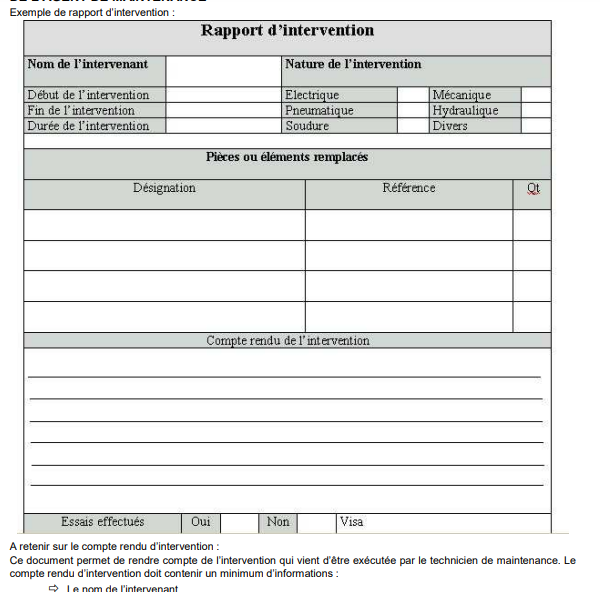 DE L'AGENT DE MAINTENANCE
Exemple de rapport d'intervention :
Rapport d'intervention
Nom de l'intervenant Nature de l'intervention
Début de l'intervention Electrique Mécanique
Fin de l'intervention Pneumatique Hydraulique
Durée de l'intervention Soudure Divers
Pièces ou éléments remplacés
Désignation Référence Qt
Compte rendu de l'intervention
Essais effectués Oui Non Visa
A retenir sur le compte rendu d'intervention :
Ce document permet de rendre compte de l'intervention qui vient d'être exécutée par le technicien de maintenance. Le
compte rendu d'intervention doit contenir un minimum d'informations :
⇨ Le nom de l'intervenant